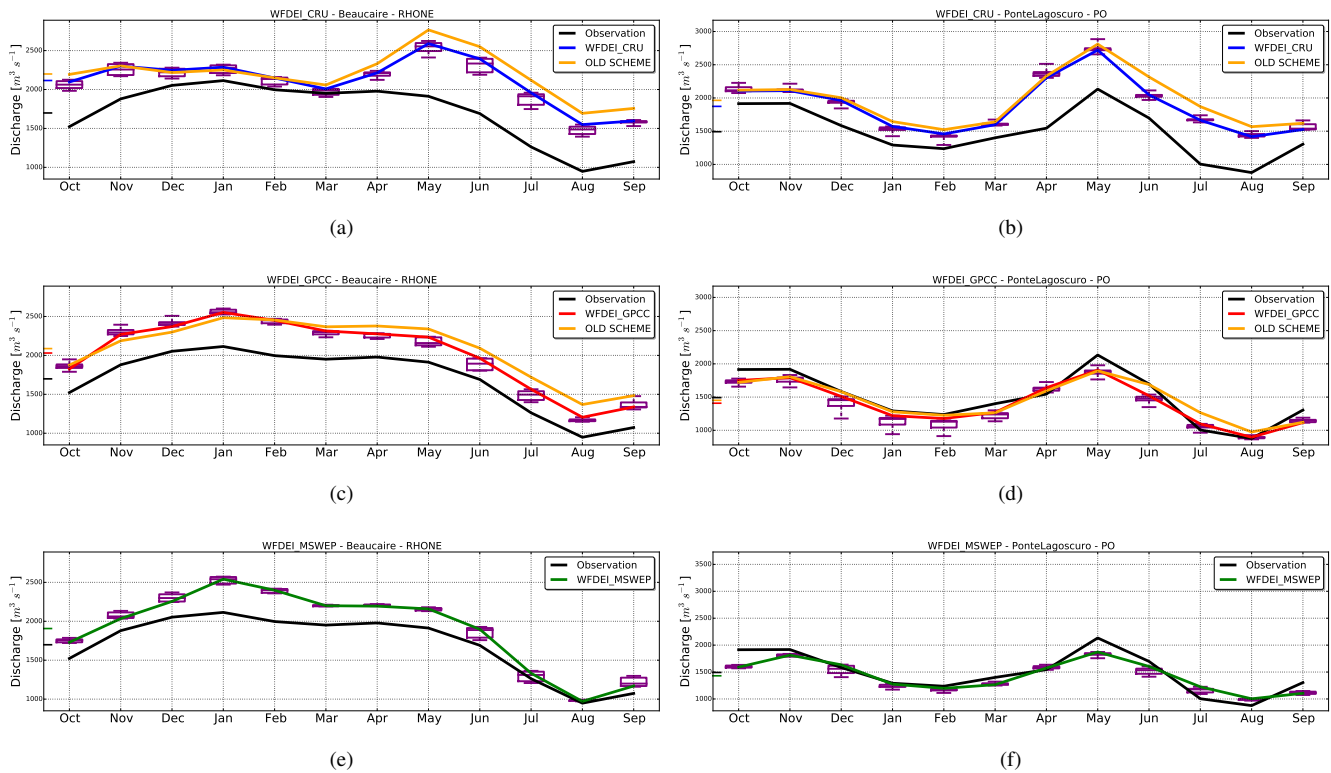 WFDEI_CRU - Beaucaire - RHONE
Discharge [m³ s⁻¹]
2500
2000
1500
1000
Observation
WFDEI_CRU
OLD SCHEME
Oct Nov Dec Jan Feb Mar Apr May Jun Jul Aug Sep
(a)
WFDEI_CRU - PonteLagoscuro - PO
Discharge [m³ s⁻¹]
3000
2500
2000
1500
1000
Observation
WFDEI_CRU
OLD SCHEME
Oct Nov Dec Jan Feb Mar Apr May Jun Jul Aug Sep
(b)
WFDEI_GPCC - Beaucaire - RHONE
Discharge [m³ s⁻¹]
2500
2000
1500
1000
Observation
WFDEI_GPCC
OLD SCHEME
Oct Nov Dec Jan Feb Mar Apr May Jun Jul Aug Sep
(c)
WFDEI_GPCC - PonteLagoscuro - PO
Discharge [m³ s⁻¹]
3000
2500
2000
1500
1000
Observation
WFDEI_GPCC
OLD SCHEME
Oct Nov Dec Jan Feb Mar Apr May Jun Jul Aug Sep
(d)
WFDEI_MSWEP - Beaucaire - RHONE
Discharge [m³ s⁻¹]
2500
2000
1500
1000
Observation
WFDEI_MSWEP
Oct Nov Dec Jan Feb Mar Apr May Jun Jul Aug Sep
(e)
WFDEI_MSWEP - PonteLagoscuro - PO
Discharge [m³ s⁻¹]
3500
3000
2500
2000
1500
1000
Observation
WFDEI_MSWEP
Oct Nov Dec Jan Feb Mar Apr May Jun Jul Aug Sep
(f)